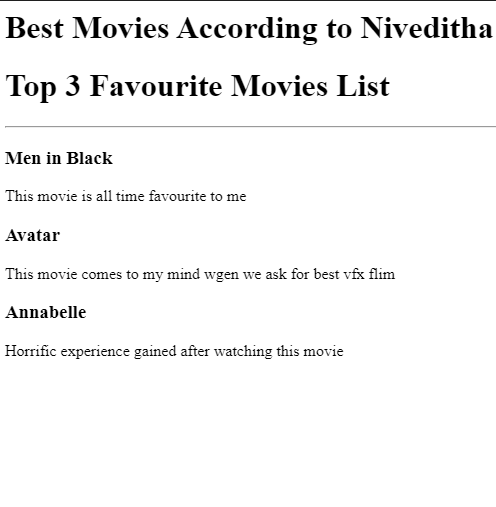 Best Movies According to Niveditha
Top 3 Favourite Movies List
Men in Black
This movie is all time favourite to me
Avatar
This movie comes to my mind wgen we ask for best vfx flim
Annabelle
Horrific experience gained after watching this movie